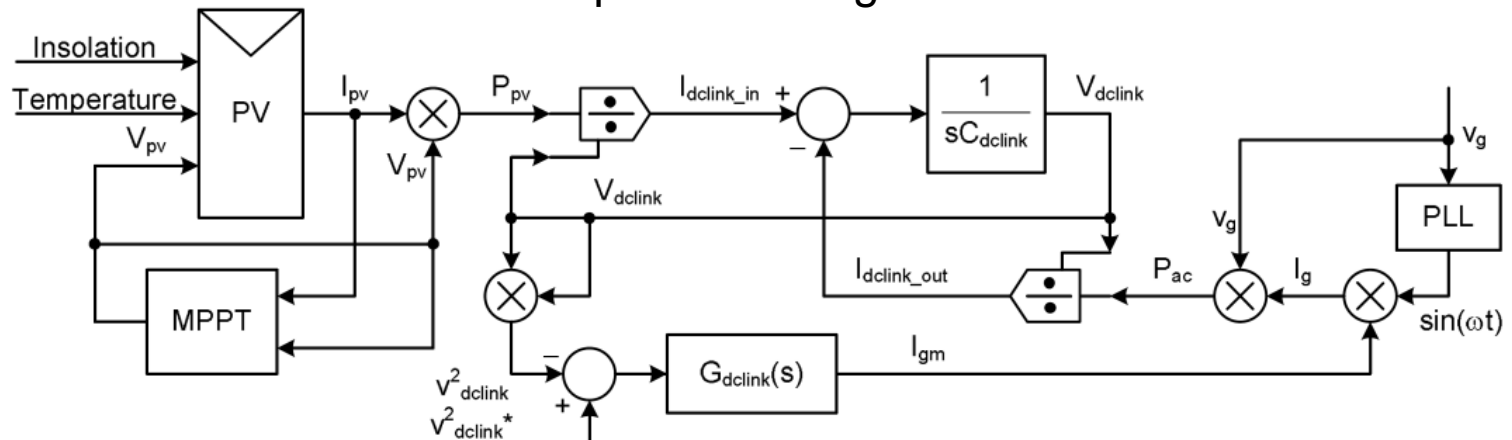 Insolation
Temperature
V_pv
PV
I_pv
P_pv
V_pv
÷
I_dclink_in
+
−
1
sC_dclink
V_dclink
v_g
v_g
PLL
sin(ωt)
V_dclink
I_dclink_out
÷
P_ac
I_g
MPPT
−
+
v²_dclink
v²_dclink*
G_dclink(s)
I_gm